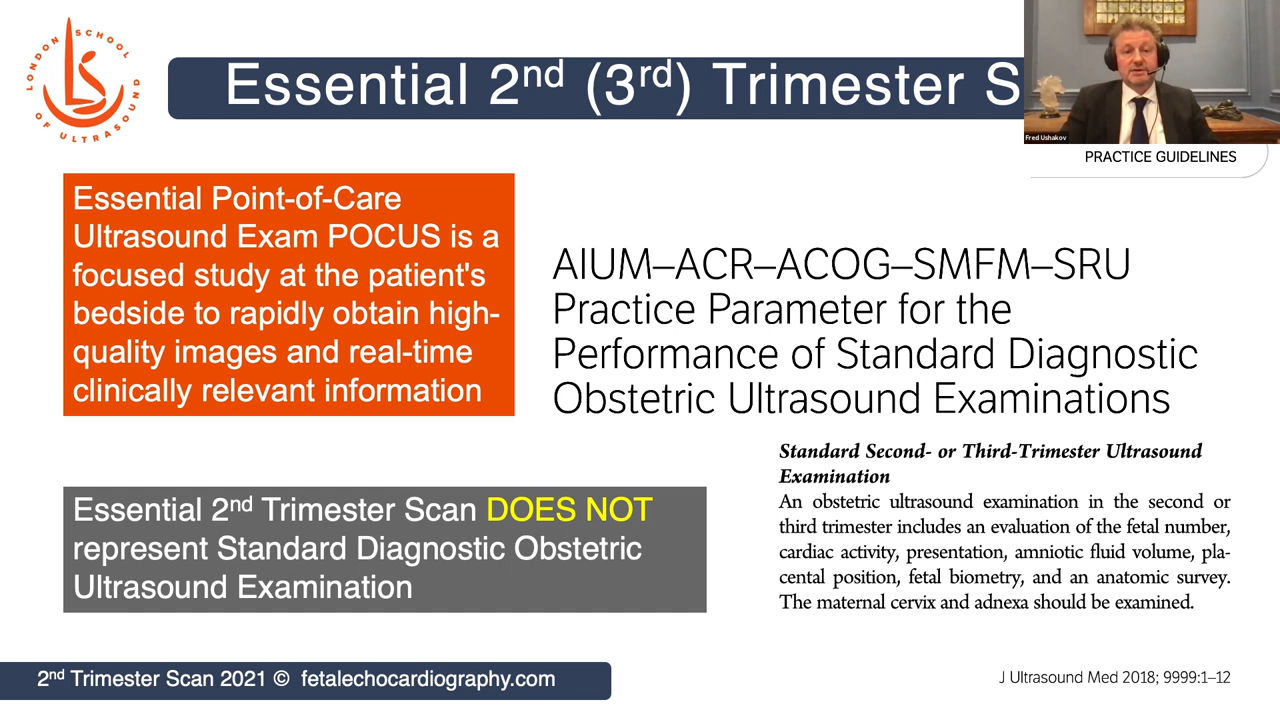 LONDON SCHOOL OF ULTRASOUND
Essential 2nd (3rd) Trimester S
Fred Ushakov
PRACTICE GUIDELINES
Essential Point-of-Care
Ultrasound Exam POCUS is a
focused study at the patient's
bedside to rapidly obtain high-
quality images and real-time
clinically relevant information
AIUM–ACR–ACOG–SMFM–SRU
Practice Parameter for the
Performance of Standard Diagnostic
Obstetric Ultrasound Examinations
Standard Second- or Third-Trimester Ultrasound
Examination
An obstetric ultrasound examination in the second or
third trimester includes an evaluation of the fetal number,
cardiac activity, presentation, amniotic fluid volume, pla-
cental position, fetal biometry, and an anatomic survey.
The maternal cervix and adnexa should be examined.
Essential 2nd Trimester Scan DOES NOT
represent Standard Diagnostic Obstetric
Ultrasound Examination
2nd Trimester Scan 2021 © fetalechocardiography.com
J Ultrasound Med 2018; 9999:1–12